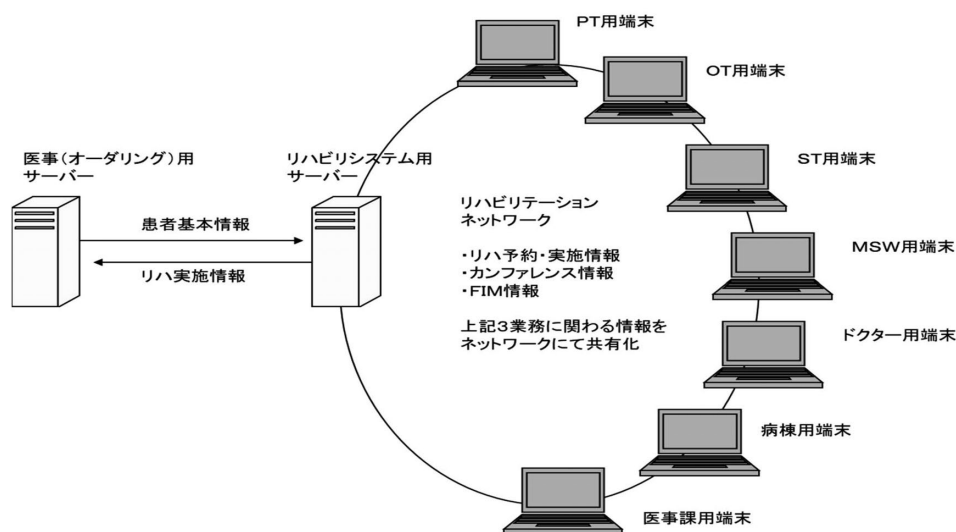 PT用端末
OT用端末
ST用端末
MSW用端末
ドクター用端末
病棟用端末
医事課用端末
医事(オーダリング)用
サーバー
リハビリシステム用
サーバー
患者基本情報
リハ実施情報
リハビリテーション
ネットワーク
・リハ予約・実施情報
・カンファレンス情報
・FIM情報
上記3業務に関わる情報を
ネットワークにて共有化